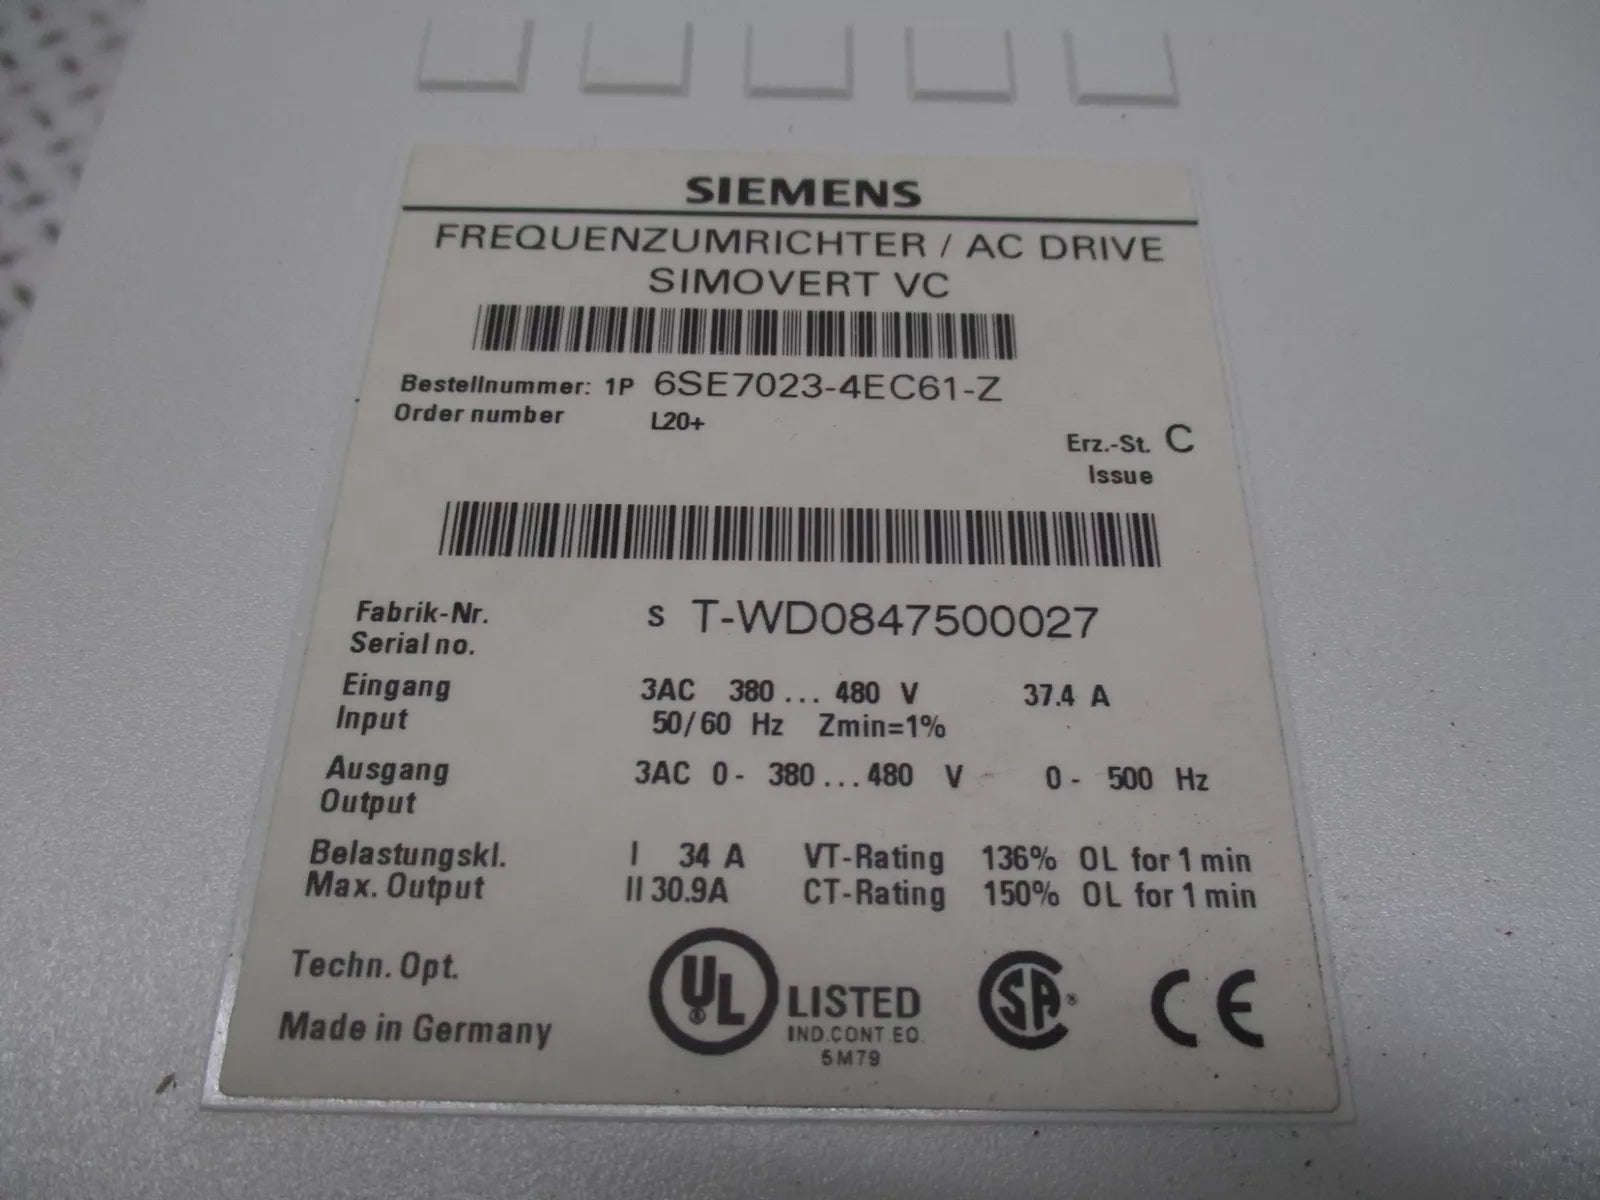 SIEMENS
FREQUENZUMRICHTER / AC DRIVE
SIMOVERT VC
Bestellnummer: 1P 6SE7023-4EC61-Z
Order number L20+
Erz.-St. C
Issue
Fabrik-Nr. S T-WD0847500027
Serial no.
Eingang 3AC 380 ... 480 V 37.4 A
Input 50/60 Hz Zmin=1%
Ausgang 3AC 0 - 380 ... 480 V 0 - 500 Hz
Output
Belastungskl. I 34 A VT-Rating 136% OL for 1 min
Max. Output II 30.9A CT-Rating 150% OL for 1 min
Techn. Opt.
Made in Germany
UL ® LISTED
IND.CONT.EQ.
5M79
SA ®
CE